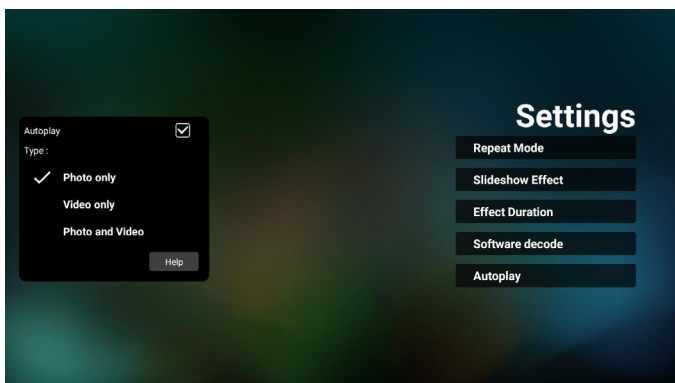 Autoplay
Type :
Photo only
Video only
Photo and Video
Help
Settings
Repeat Mode
Slideshow Effect
Effect Duration
Software decode
Autoplay